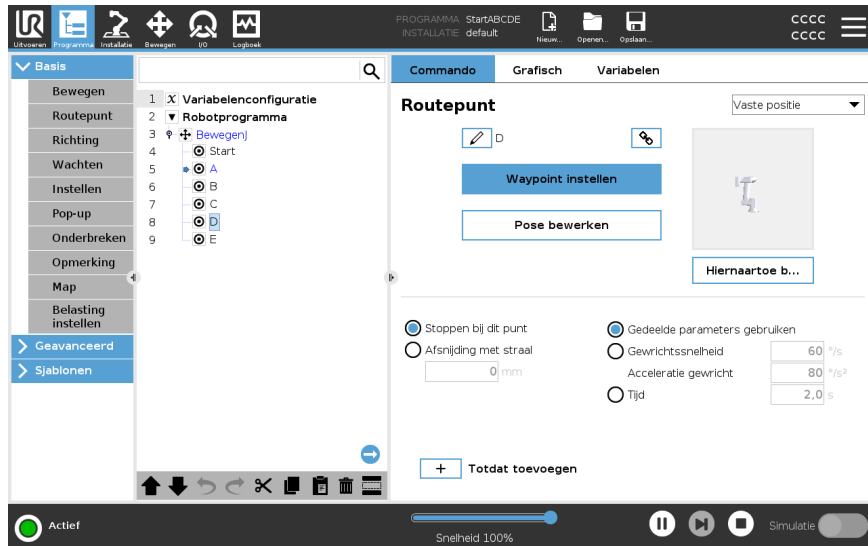 UR
PROGRAMMA StartABCDE
INSTALLATIE default
CCCC
CCCC
Uitvoeren Programma Installatie Bewegen I/O Logboek Nieuw... Openen... Opslaan...
Basis
Bewegen
Routepunt
Richting
Wachten
Instellen
Pop-up
Onderbreken
Opmerking
Map
Belasting
instellen
Geavanceerd
Sjablonen
1 X Variabelenconfiguratie
2 Robotprogramma
3 BewegenJ
4 Start
5 A
6 B
7 C
8 D
9 E
Commando Grafisch Variabelen
Routepunt
Vaste positie
D
Waypoint instellen
Pose bewerken
Hiernaartoe b...
Stoppen bij dit punt
Afsnijding met straal
0 mm
Gedeelde parameters gebruiken
Gewrichtssnelheid 60 °/s
Acceleratie gewricht 80 °/s²
Tijd 2,0 s
+ Totdat toevoegen
Actief
Snelheid 100%
Simulatie